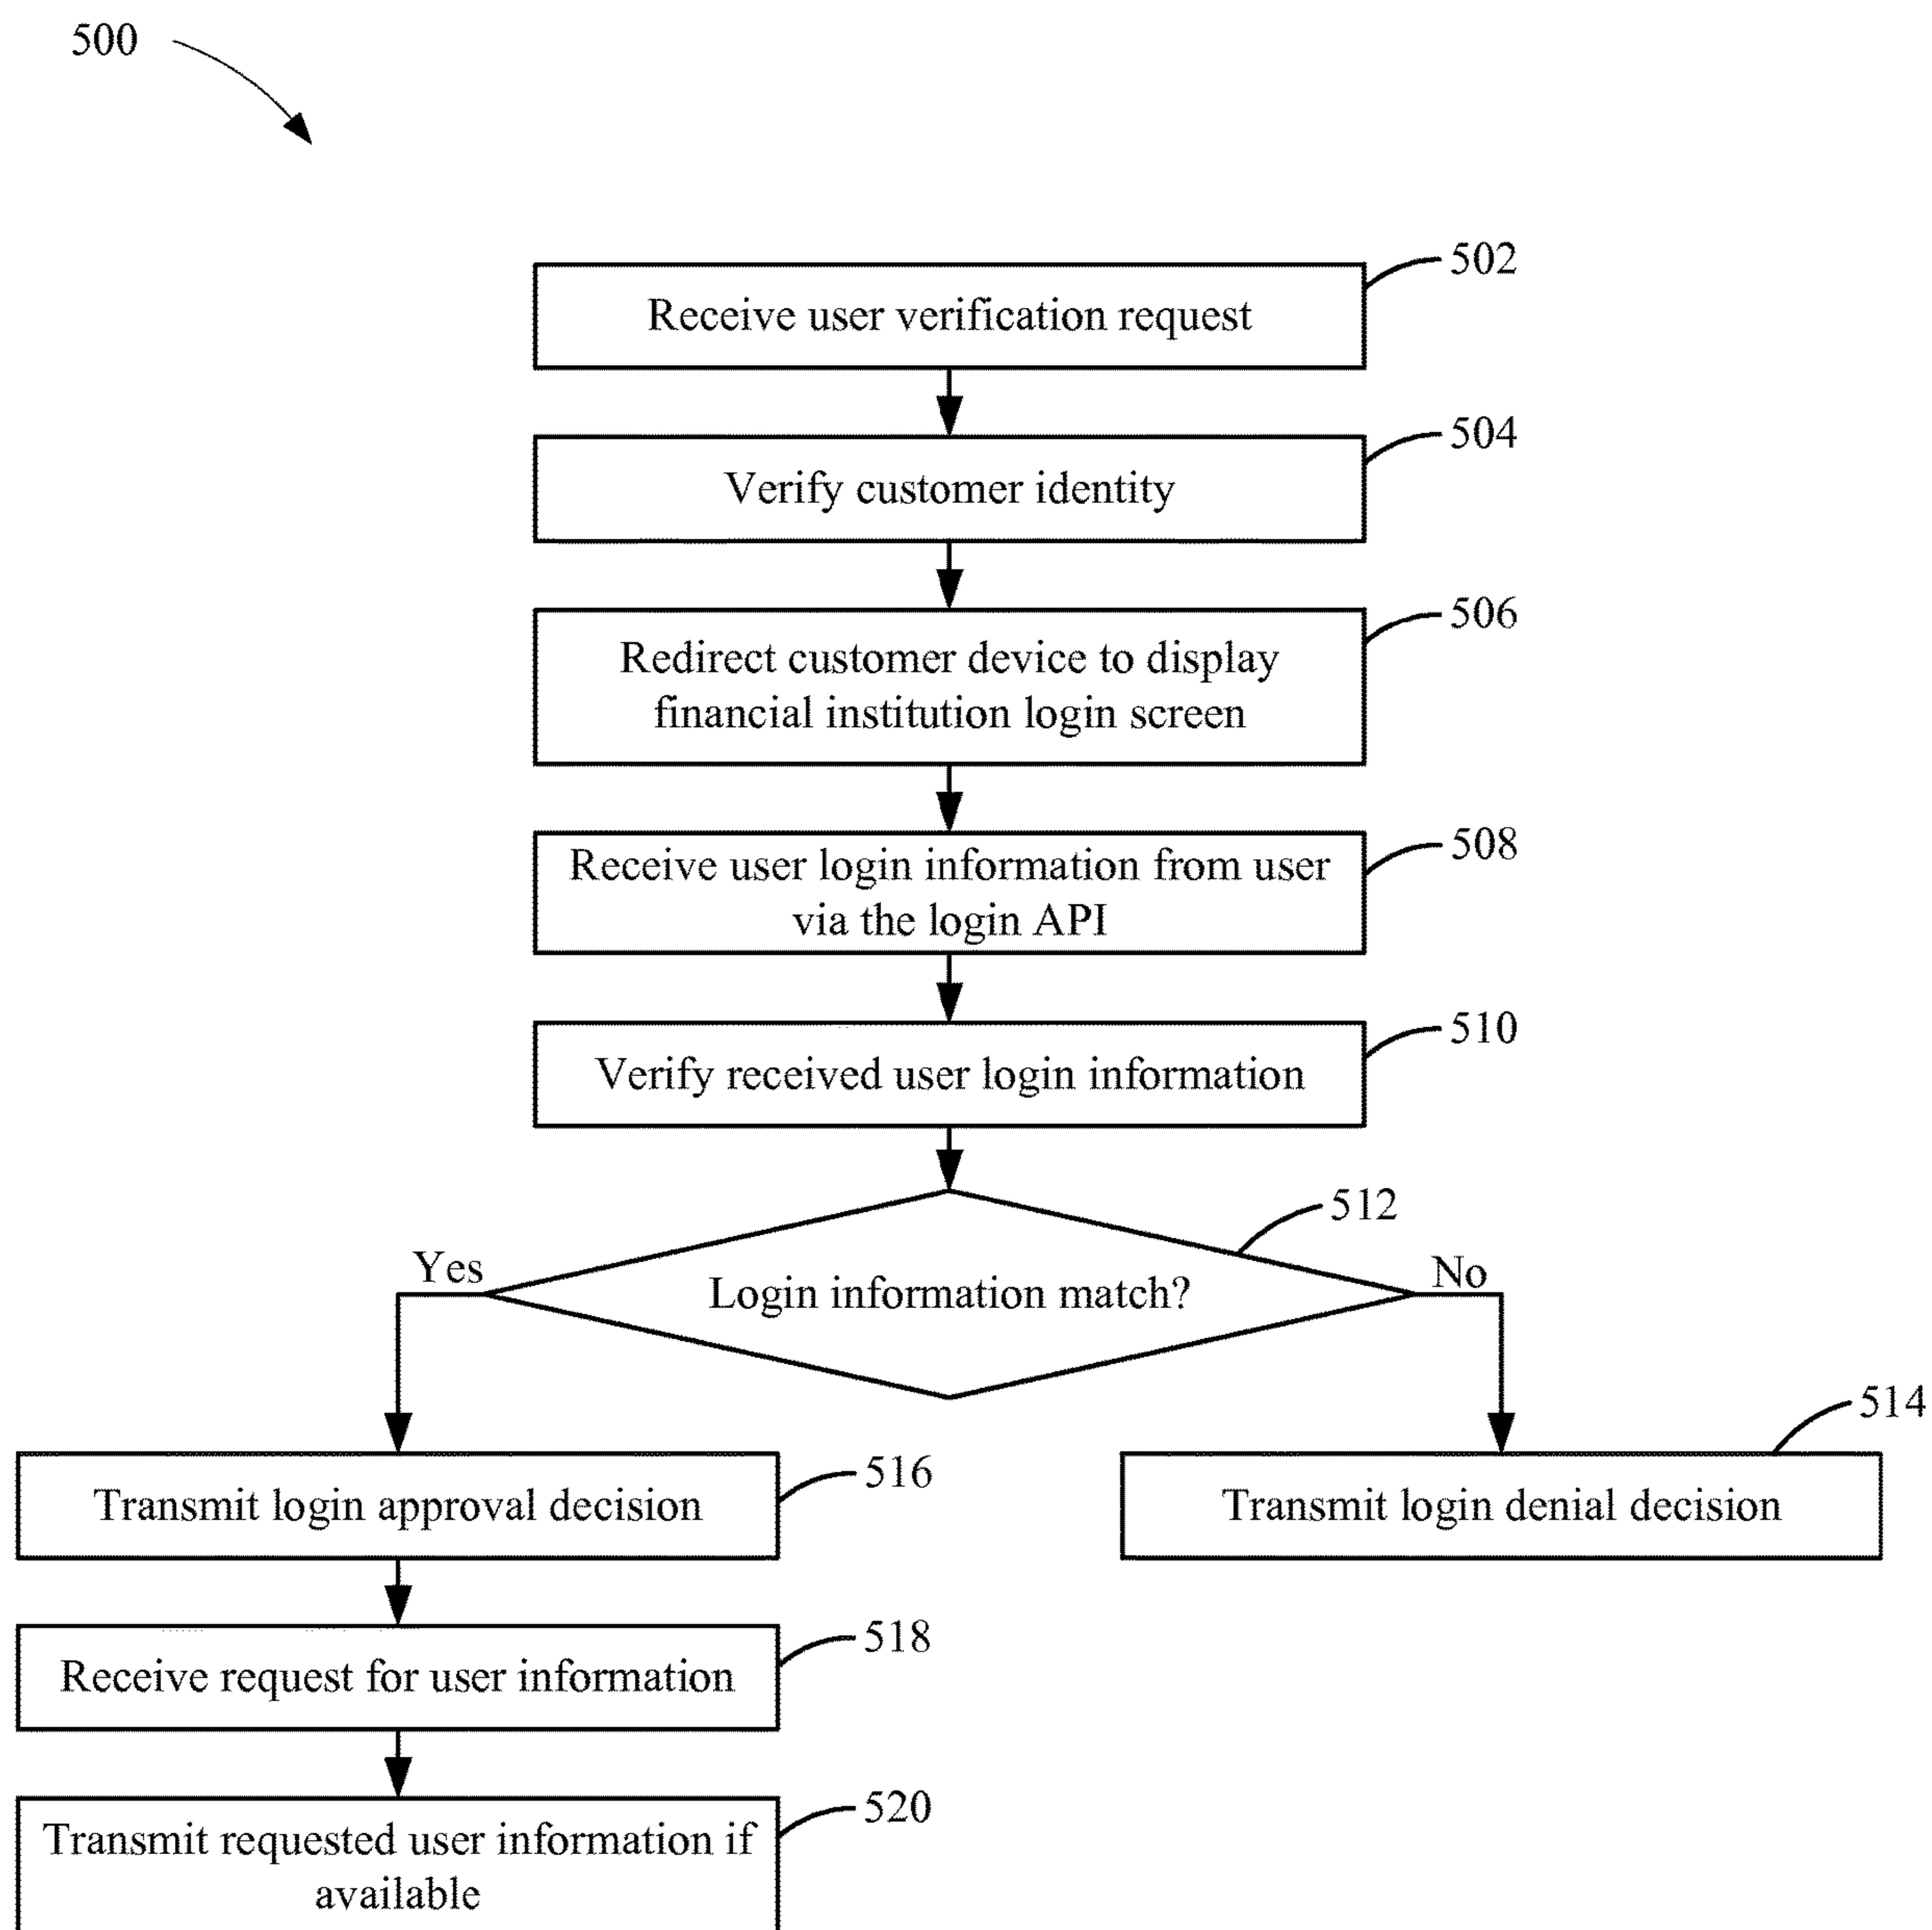 500
502
Receive user verification request
504
Verify customer identity
506
Redirect customer device to display
financial institution login screen
508
Receive user login information from user
via the login API
510
Verify received user login information
512
Yes
No
Login information match?
514
516
Transmit login approval decision
Transmit login denial decision
518
Receive request for user information
520
Transmit requested user information if
available